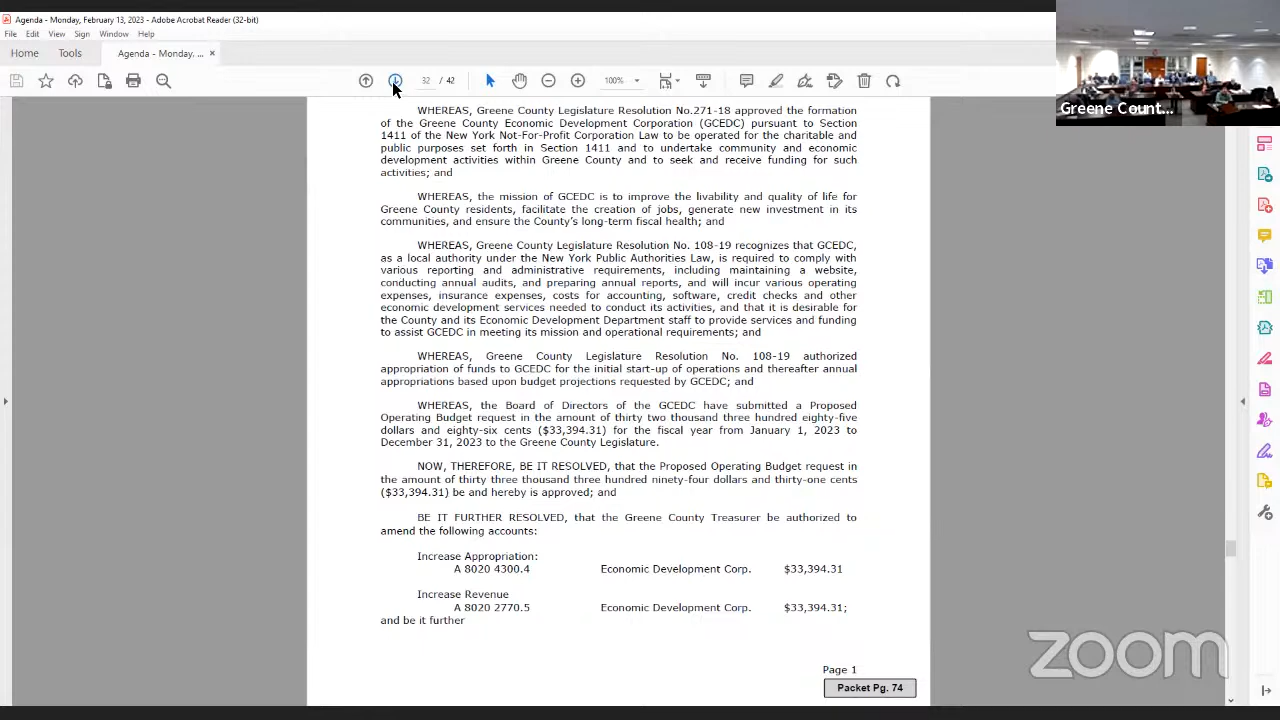 Agenda - Monday, February 13, 2023 - Adobe Acrobat Reader (32-bit)
File Edit View Sign Window Help
Home Tools Agenda - Monday, ... ×
32 / 42 100%
Greene Count...
WHEREAS, Greene County Legislature Resolution No.271-18 approved the formation
of the Greene County Economic Development Corporation (GCEDC) pursuant to Section
1411 of the New York Not-For-Profit Corporation Law to be operated for the charitable and
public purposes set forth in Section 1411 and to undertake community and economic
development activities within Greene County and to seek and receive funding for such
activities; and
WHEREAS, the mission of GCEDC is to improve the livability and quality of life for
Greene County residents, facilitate the creation of jobs, generate new investment in its
communities, and ensure the County's long-term fiscal health; and
WHEREAS, Greene County Legislature Resolution No. 108-19 recognizes that GCEDC,
as a local authority under the New York Public Authorities Law, is required to comply with
various reporting and administrative requirements, including maintaining a website,
conducting annual audits, and preparing annual reports, and will incur various operating
expenses, insurance expenses, costs for accounting, software, credit checks and other
economic development services needed to conduct its activities, and that it is desirable for
the County and its Economic Development Department staff to provide services and funding
to assist GCEDC in meeting its mission and operational requirements; and
WHEREAS, Greene County Legislature Resolution No. 108-19 authorized
appropriation of funds to GCEDC for the initial start-up of operations and thereafter annual
appropriations based upon budget projections requested by GCEDC; and
WHEREAS, the Board of Directors of the GCEDC have submitted a Proposed
Operating Budget request in the amount of thirty two thousand three hundred eighty-five
dollars and eighty-six cents ($33,394.31) for the fiscal year from January 1, 2023 to
December 31, 2023 to the Greene County Legislature.
NOW, THEREFORE, BE IT RESOLVED, that the Proposed Operating Budget request in
the amount of thirty three thousand three hundred ninety-four dollars and thirty-one cents
($33,394.31) be and hereby is approved; and
BE IT FURTHER RESOLVED, that the Greene County Treasurer be authorized to
amend the following accounts:
Increase Appropriation:
A 8020 4300.4 Economic Development Corp. $33,394.31
Increase Revenue
A 8020 2770.5 Economic Development Corp. $33,394.31;
and be it further
Page 1
Packet Pg. 74
zoom